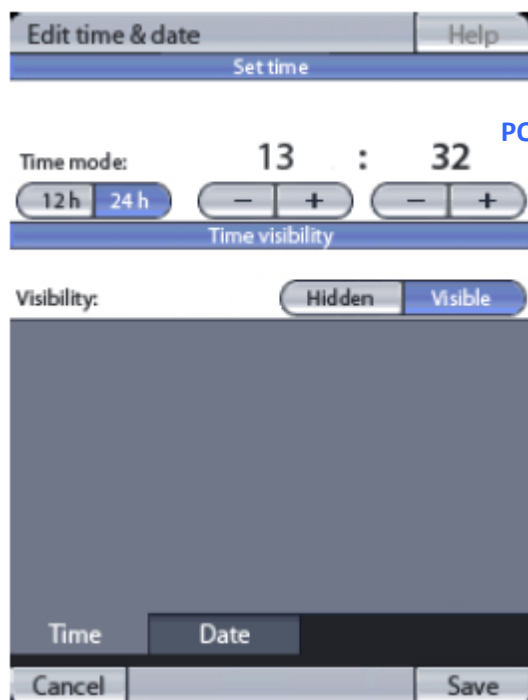 Edit time & date Help
Set time
PC
Time mode: 13 : 32
12 h 24 h − + − +
Time visibility
Visibility: Hidden Visible
Time Date
Cancel Save